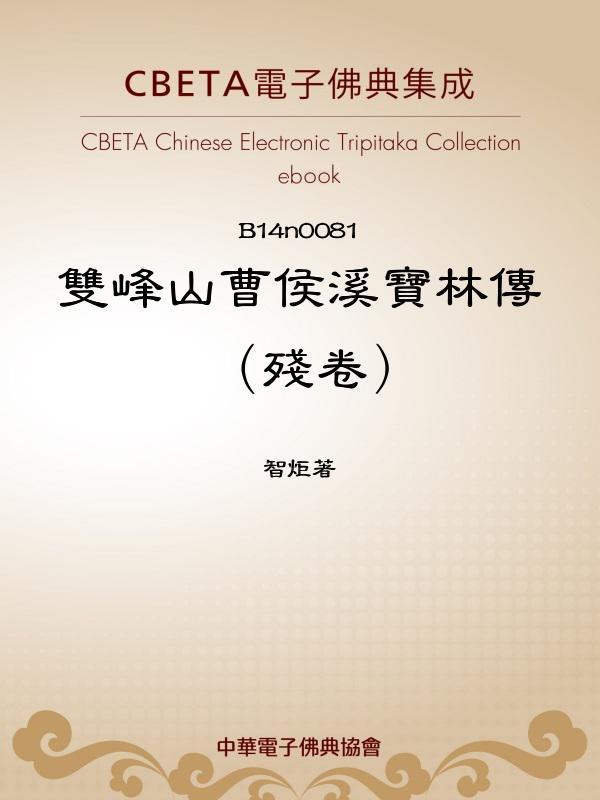 CBETA電子佛典集成
CBETA Chinese Electronic Tripitaka Collection
ebook
B14n0081
雙峰山曹侯溪寶林傳
（殘卷）
智炬著
中華電子佛典協會